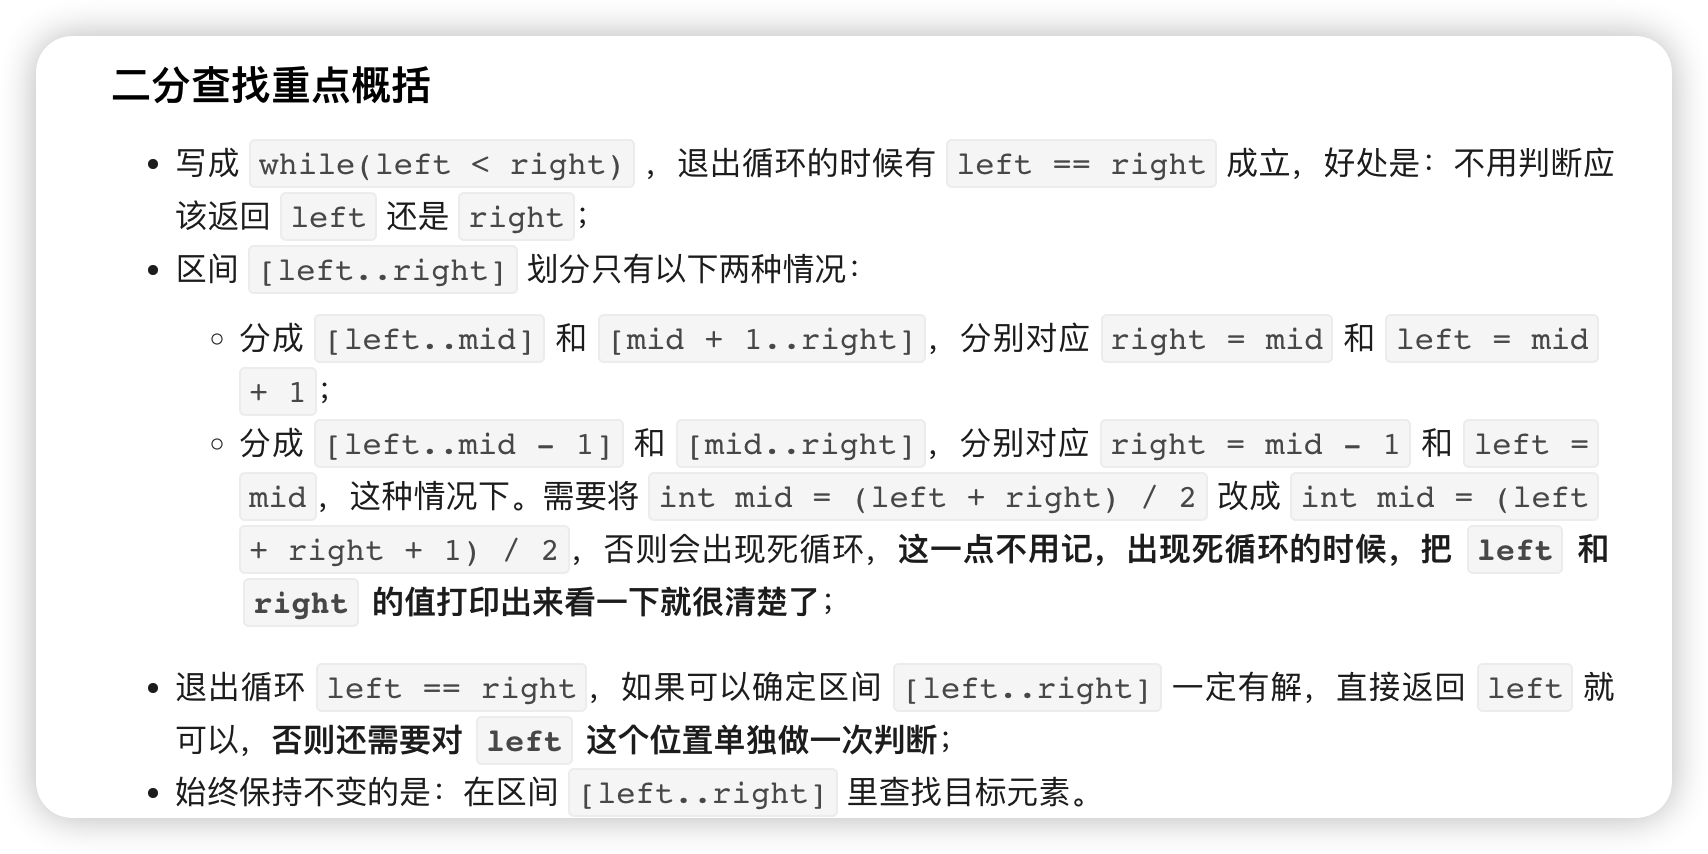 二分查找重点概括
写成 while(left < right) ，退出循环的时候有 left == right 成立，好处是：不用判断应
该返回 left 还是 right；
区间 [left..right] 划分只有以下两种情况：
分成 [left..mid] 和 [mid + 1..right]，分别对应 right = mid 和 left = mid
+ 1；
分成 [left..mid - 1] 和 [mid..right]，分别对应 right = mid - 1 和 left =
mid，这种情况下。需要将 int mid = (left + right) / 2 改成 int mid = (left
+ right + 1) / 2 ，否则会出现死循环，这一点不用记，出现死循环的时候，把 left 和
right 的值打印出来看一下就很清楚了；
退出循环 left == right，如果可以确定区间 [left..right] 一定有解，直接返回 left 就
可以，否则还需要对 left 这个位置单独做一次判断；
始终保持不变的是：在区间 [left..right] 里查找目标元素。